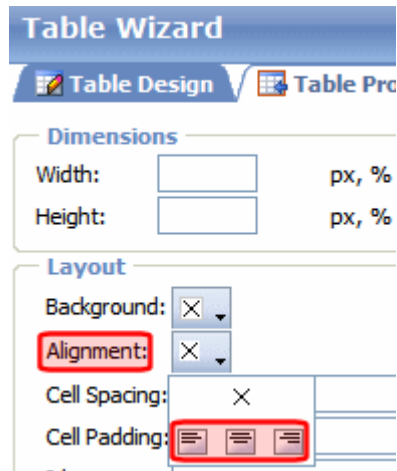 Table Wizard
Table Design Table Pro
Dimensions
Width: px, %
Height: px, %
Layout
Background:
Alignment:
Cell Spacing:
Cell Padding: